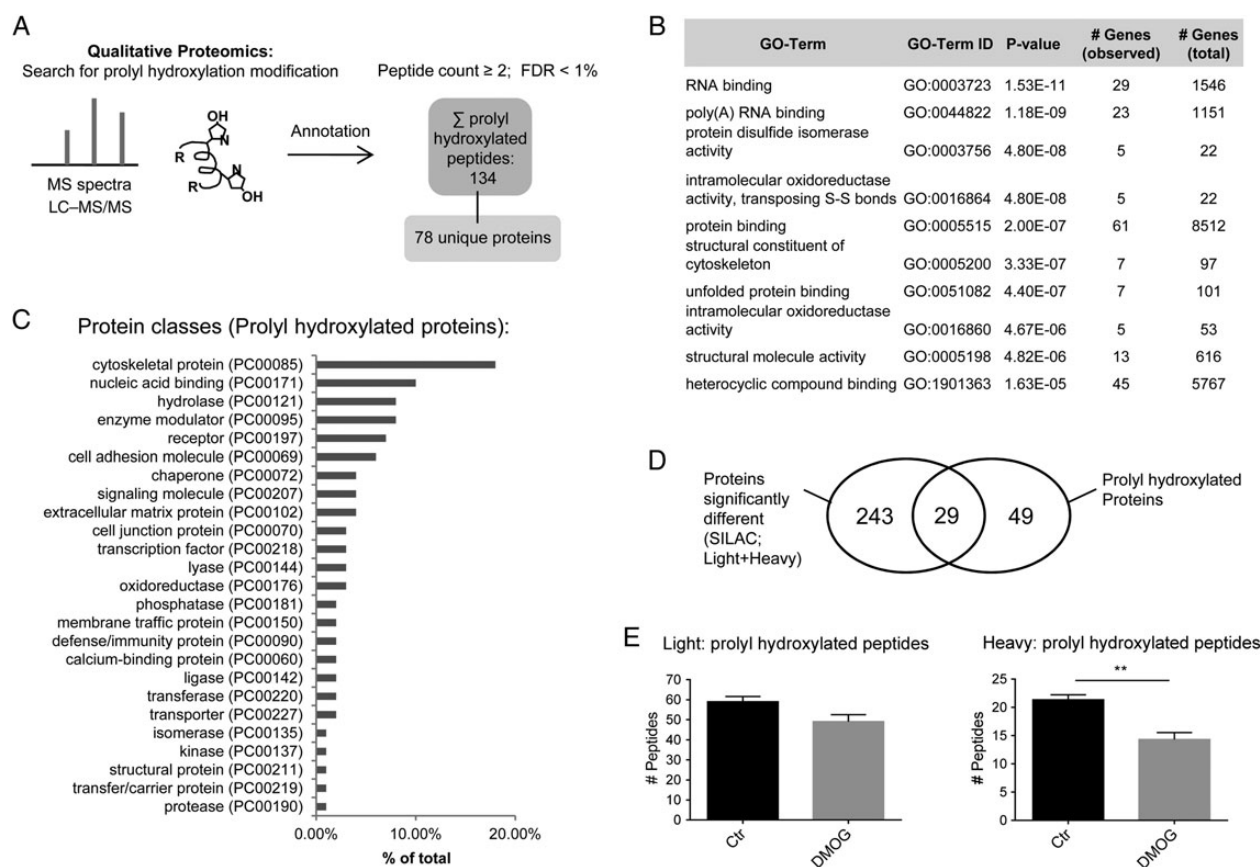 A
Qualitative Proteomics:
Search for prolyl hydroxylation modification
MS spectra
LC–MS/MS
OH
N
R
N
R
OH
Annotation
Peptide count ≥ 2; FDR < 1%
∑ prolyl
hydroxylated
peptides:
134
78 unique proteins
B
GO-Term GO-Term ID P-value # Genes (observed) # Genes (total)
RNA binding GO:0003723 1.53E-11 29 1546
poly(A) RNA binding GO:0044822 1.18E-09 23 1151
protein disulfide isomerase
activity GO:0003756 4.80E-08 5 22
intramolecular oxidoreductase
activity, transposing S-S bonds GO:0016864 4.80E-08 5 22
protein binding GO:0005515 2.00E-07 61 8512
structural constituent of
cytoskeleton GO:0005200 3.33E-07 7 97
unfolded protein binding GO:0051082 4.40E-07 7 101
intramolecular oxidoreductase
activity GO:0016860 4.67E-06 5 53
structural molecule activity GO:0005198 4.82E-06 13 616
heterocyclic compound binding GO:1901363 1.63E-05 45 5767
C
Protein classes (Prolyl hydroxylated proteins):
cytoskeletal protein (PC00085)
nucleic acid binding (PC00171)
hydrolase (PC00121)
enzyme modulator (PC00095)
receptor (PC00197)
cell adhesion molecule (PC00069)
chaperone (PC00072)
signaling molecule (PC00207)
extracellular matrix protein (PC00102)
cell junction protein (PC00070)
transcription factor (PC00218)
lyase (PC00144)
oxidoreductase (PC00176)
phosphatase (PC00181)
membrane traffic protein (PC00150)
defense/immunity protein (PC00090)
calcium-binding protein (PC00060)
ligase (PC00142)
transferase (PC00220)
transporter (PC00227)
isomerase (PC00135)
kinase (PC00137)
structural protein (PC00211)
transfer/carrier protein (PC00219)
protease (PC00190)
0.00% 10.00% 20.00%
% of total
D
Proteins
significantly
different
(SILAC;
Light+Heavy)
243 29 49
Prolyl hydroxylated
Proteins
E
Light: prolyl hydroxylated peptides
# Peptides
70
60
50
40
30
20
10
0
Ctr
DMOG
Heavy: prolyl hydroxylated peptides
**
# Peptides
25
20
15
10
5
0
Ctr
DMOG